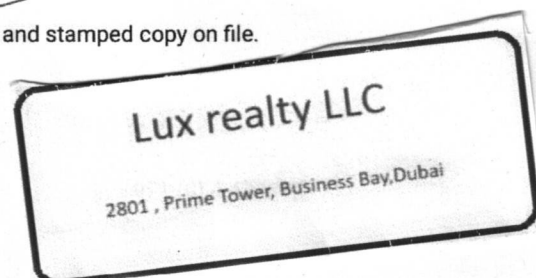 and stamped copy on file.
Lux realty LLC
2801 , Prime Tower, Business Bay,Dubai